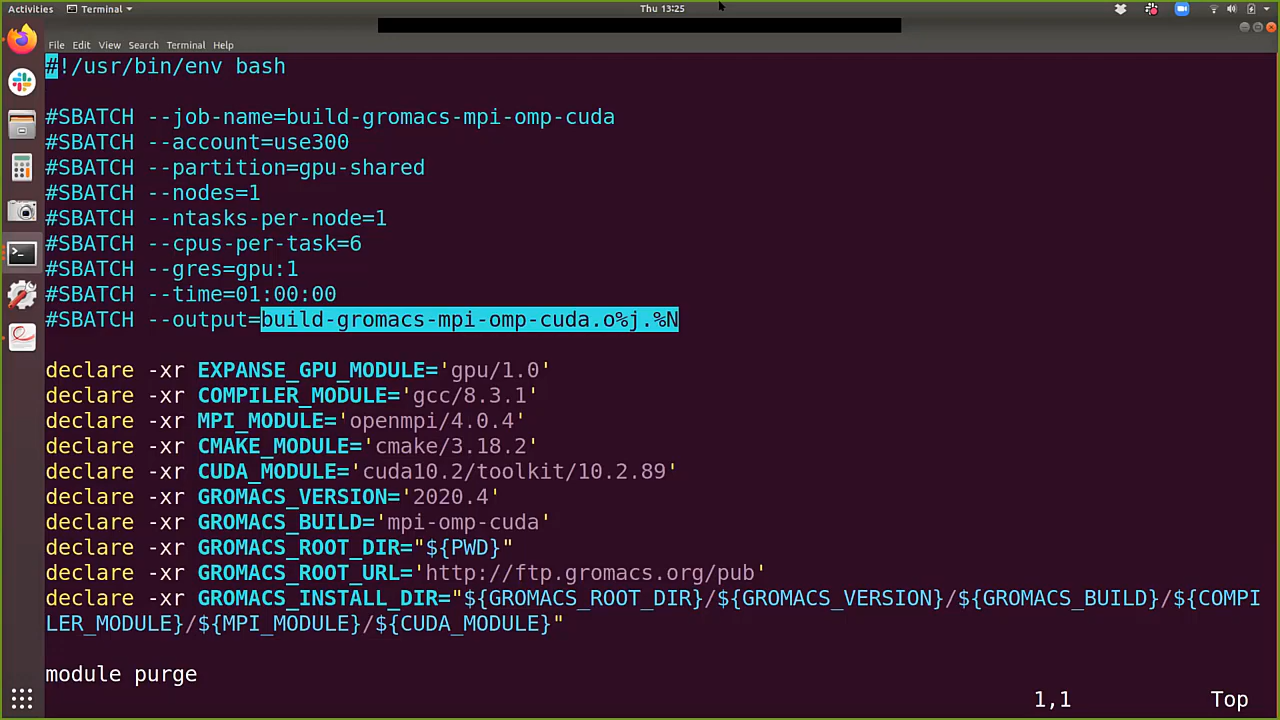 Activities
Terminal
Thu 13:25
File Edit View Search Terminal Help
#!/usr/bin/env bash
#SBATCH --job-name=build-gromacs-mpi-omp-cuda
#SBATCH --account=use300
#SBATCH --partition=gpu-shared
#SBATCH --nodes=1
#SBATCH --ntasks-per-node=1
#SBATCH --cpus-per-task=6
#SBATCH --gres=gpu:1
#SBATCH --time=01:00:00
#SBATCH --output=build-gromacs-mpi-omp-cuda.o%j.%N
declare -xr EXPANSE_GPU_MODULE='gpu/1.0'
declare -xr COMPILER_MODULE='gcc/8.3.1'
declare -xr MPI_MODULE='openmpi/4.0.4'
declare -xr CMAKE_MODULE='cmake/3.18.2'
declare -xr CUDA_MODULE='cuda10.2/toolkit/10.2.89'
declare -xr GROMACS_VERSION='2020.4'
declare -xr GROMACS_BUILD='mpi-omp-cuda'
declare -xr GROMACS_ROOT_DIR="${PWD}"
declare -xr GROMACS_ROOT_URL='http://ftp.gromacs.org/pub'
declare -xr GROMACS_INSTALL_DIR="${GROMACS_ROOT_DIR}/${GROMACS_VERSION}/${GROMACS_BUILD}/${COMPI
LER_MODULE}/${MPI_MODULE}/${CUDA_MODULE}"
module purge
1,1 Top